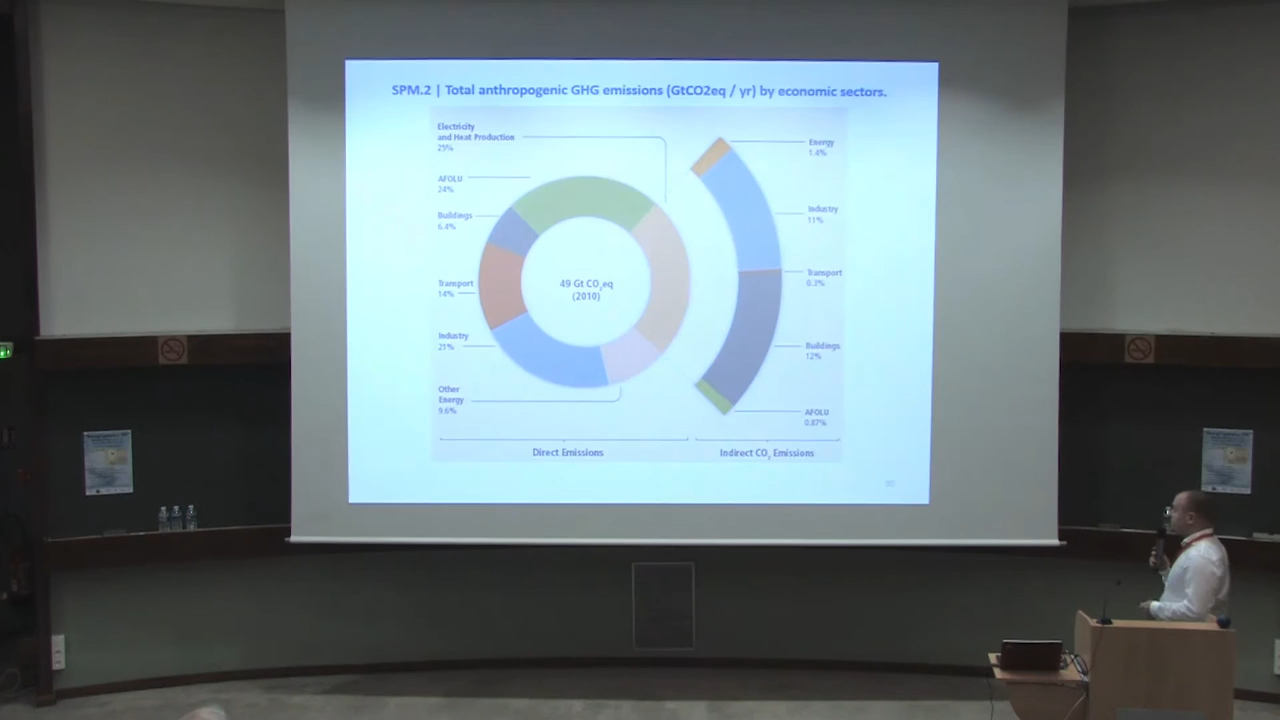 SPM.2 | Total anthropogenic GHG emissions (GtCO2eq / yr) by economic sectors.
Electricity
and Heat Production
25%
AFOLU
24%
Buildings
6.4%
Transport
14%
Industry
21%
Other
Energy
9.6%
49 Gt CO₂eq
(2010)
Energy
1.4%
Industry
11%
Transport
0.3%
Buildings
12%
AFOLU
0.87%
Direct Emissions
Indirect CO₂ Emissions